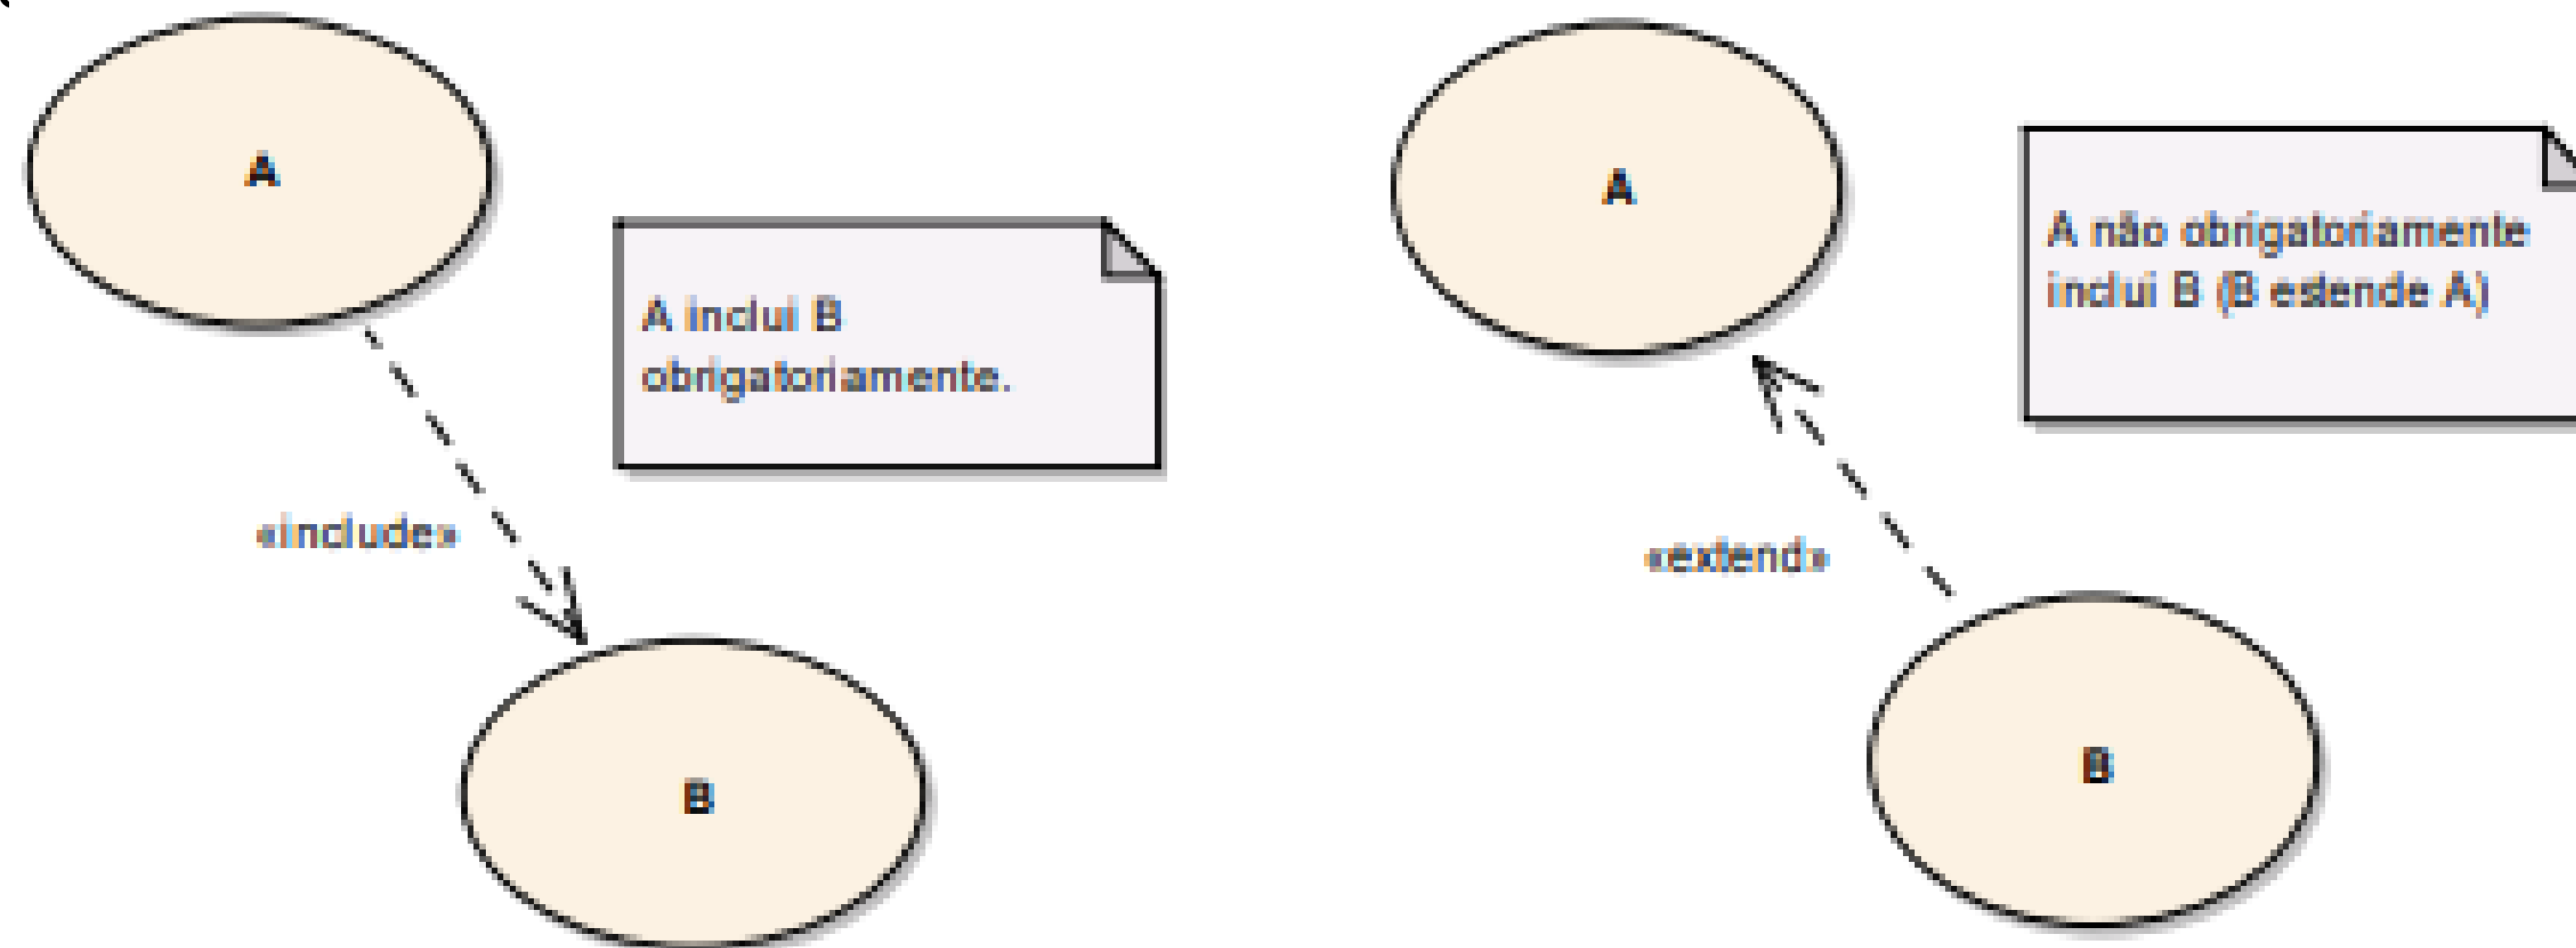 A
A inclui B
obrigatoriamente.
«include»
B
A
A não obrigatoriamente
inclui B (B estende A)
«extend»
B